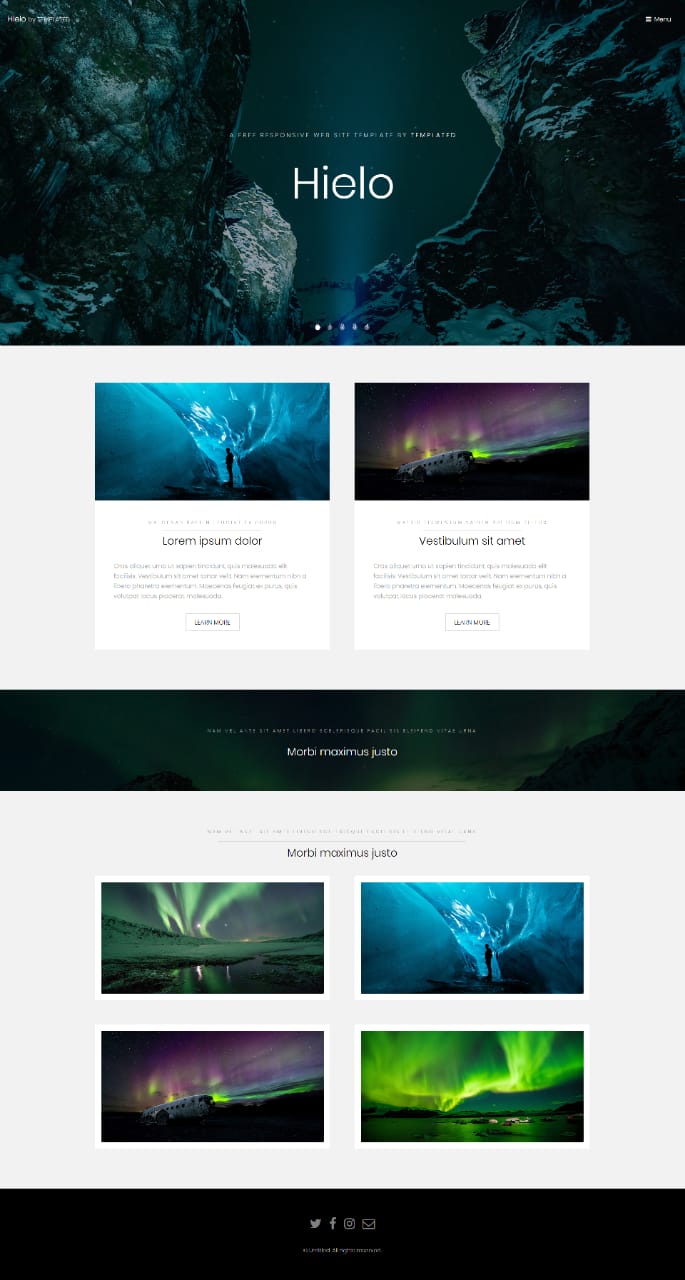 Hielo by TEMPLATED
Menu
A FREE RESPONSIVE WEB SITE TEMPLATE BY TEMPLATED
Hielo
Lorem ipsum dolor
Cras aliquet urna ut sapien tincidunt, quis malesuada elit
facilisis. Vestibulum sit amet tortor velit. Nam elementum nibh a
libero pharetra elementum. Maecenas feugiat ex purus, quis
volutpat lacus placerat malesuada.
LEARN MORE
Vestibulum sit amet
Cras aliquet urna ut sapien tincidunt, quis malesuada elit
facilisis. Vestibulum sit amet tortor velit. Nam elementum nibh a
libero pharetra elementum. Maecenas feugiat ex purus, quis
volutpat lacus placerat malesuada.
LEARN MORE
NAM VEL ANTE SIT AMET LIBERO SCELERISQUE FACILISIS ELEIFEND VITAE URNA
Morbi maximus justo
Morbi maximus justo
© Untitled. All rights reserved.